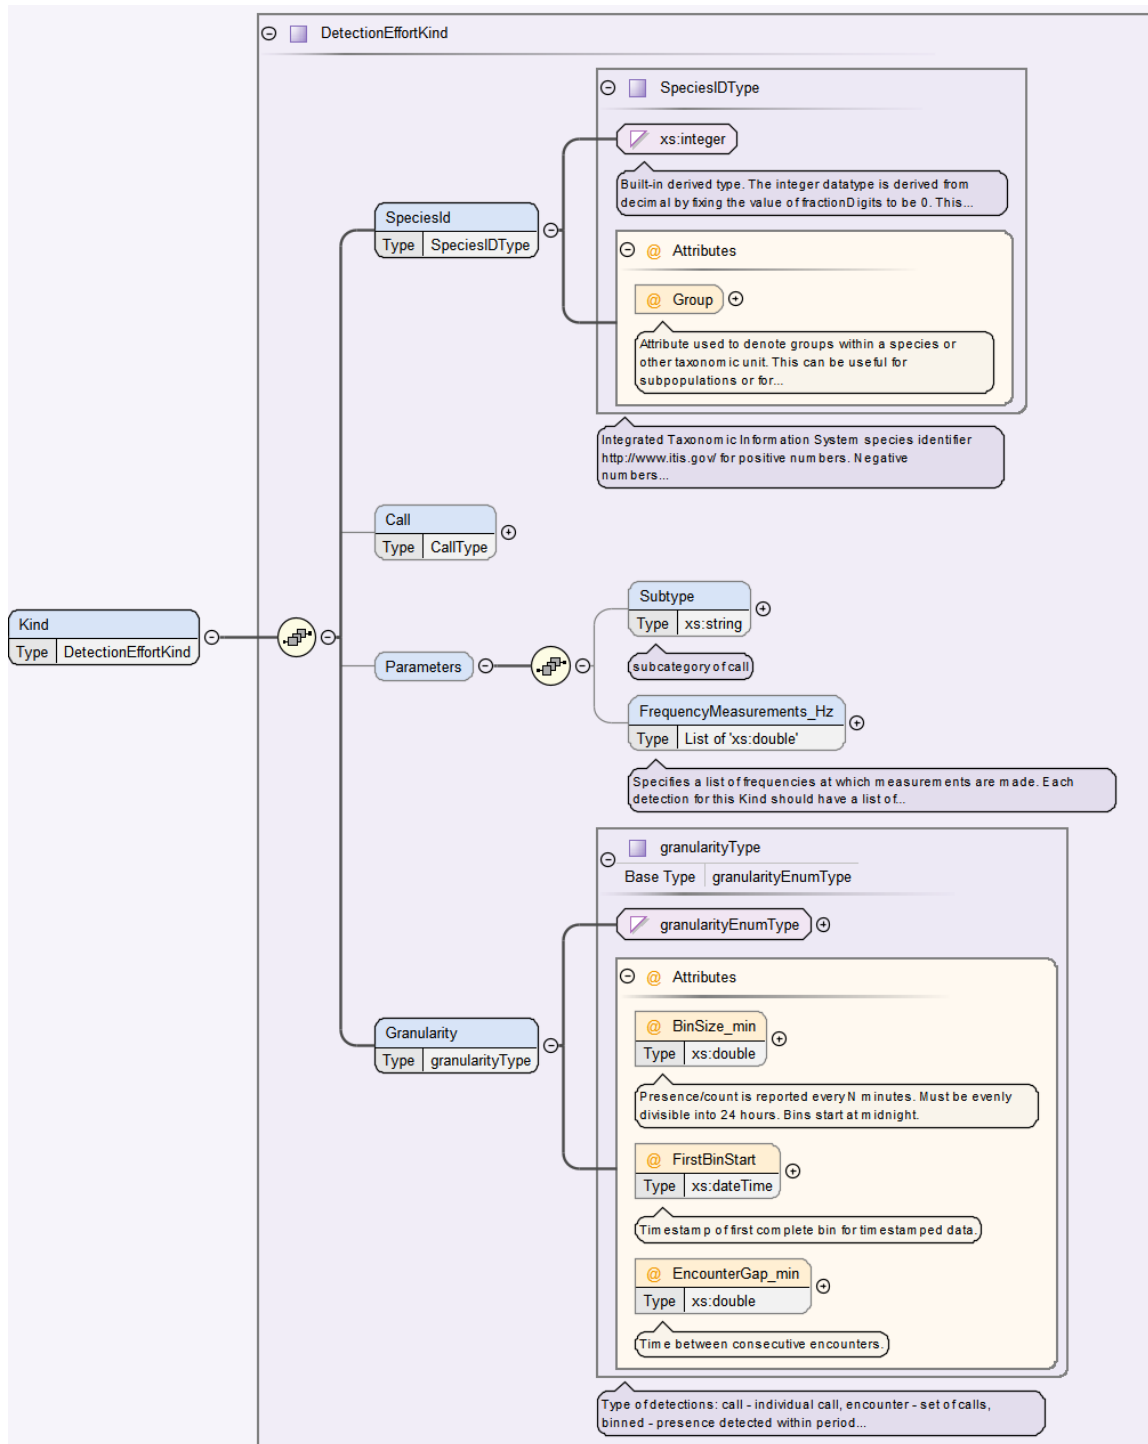 DetectionEffortKind
SpeciesIDType
xs:integer
Built-in derived type. The integer datatype is derived from
decimal by fixing the value of fractionDigits to be 0. This...
SpeciesId
Type SpeciesIDType
@ Attributes
@ Group
Attribute used to denote groups within a species or
other taxonomic unit. This can be useful for
subpopulations or for...
Integrated Taxonomic Information System species identifier
http://www.itis.gov/ for positive numbers. Negative
numbers...
Call
Type CallType
Kind
Type DetectionEffortKind
Parameters
Subtype
Type xs:string
subcategory of call
FrequencyMeasurements_Hz
Type List of 'xs:double'
Specifies a list of frequencies at which measurements are made. Each
detection for this Kind should have a list of...
granularityType
Base Type granularityEnumType
granularityEnumType
@ Attributes
Granularity
Type granularityType
@ BinSize_min
Type xs:double
Presence/count is reported every N minutes. Must be evenly
divisible into 24 hours. Bins start at midnight.
@ FirstBinStart
Type xs:dateTime
Timestamp of first complete bin for timestamped data.
@ EncounterGap_min
Type xs:double
Time between consecutive encounters.
Type of detections: call - individual call, encounter - set of calls,
binned - presence detected within period...